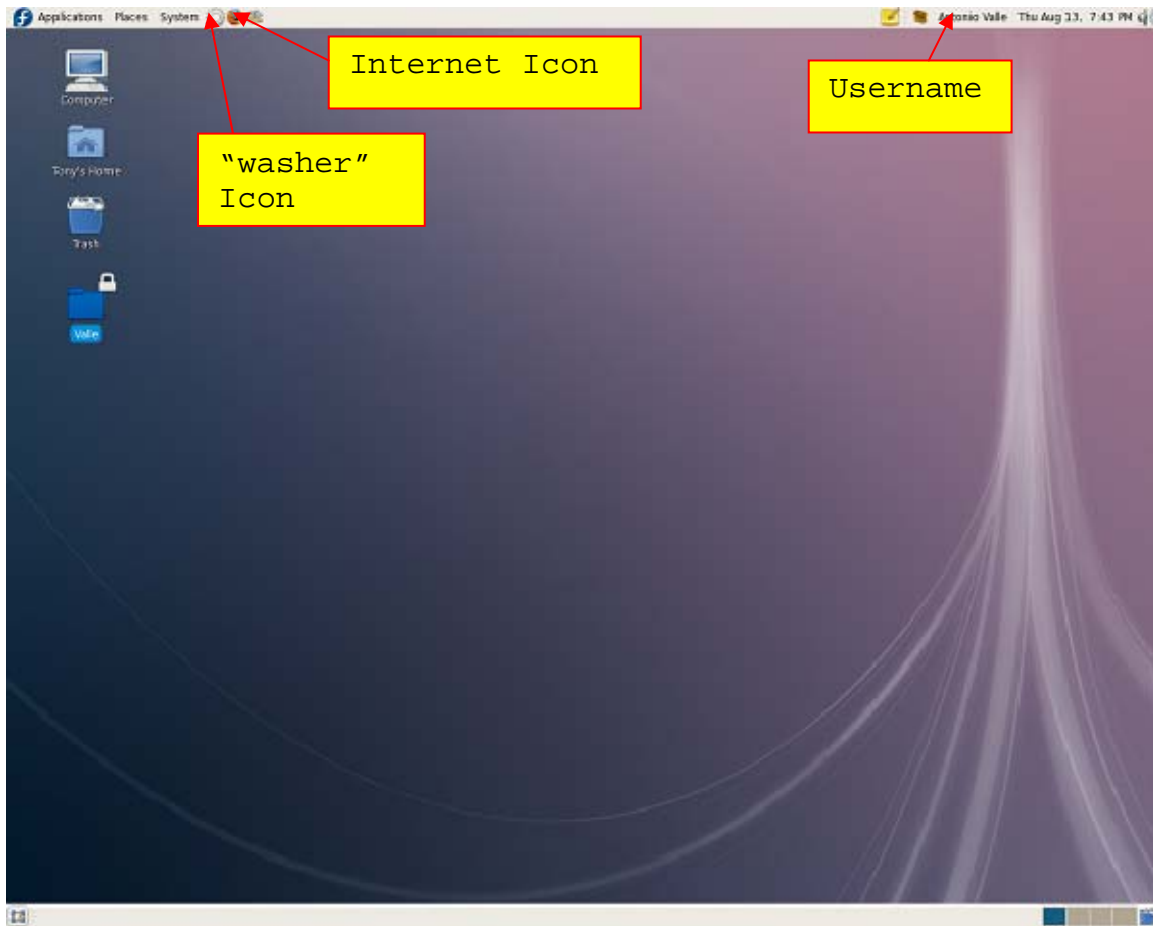 Applications Places System
Antonio Valle Thu Aug 13, 7:43 PM
Internet Icon
Username
“washer”
Icon
Computer
Tony's Home
Trash
Valle